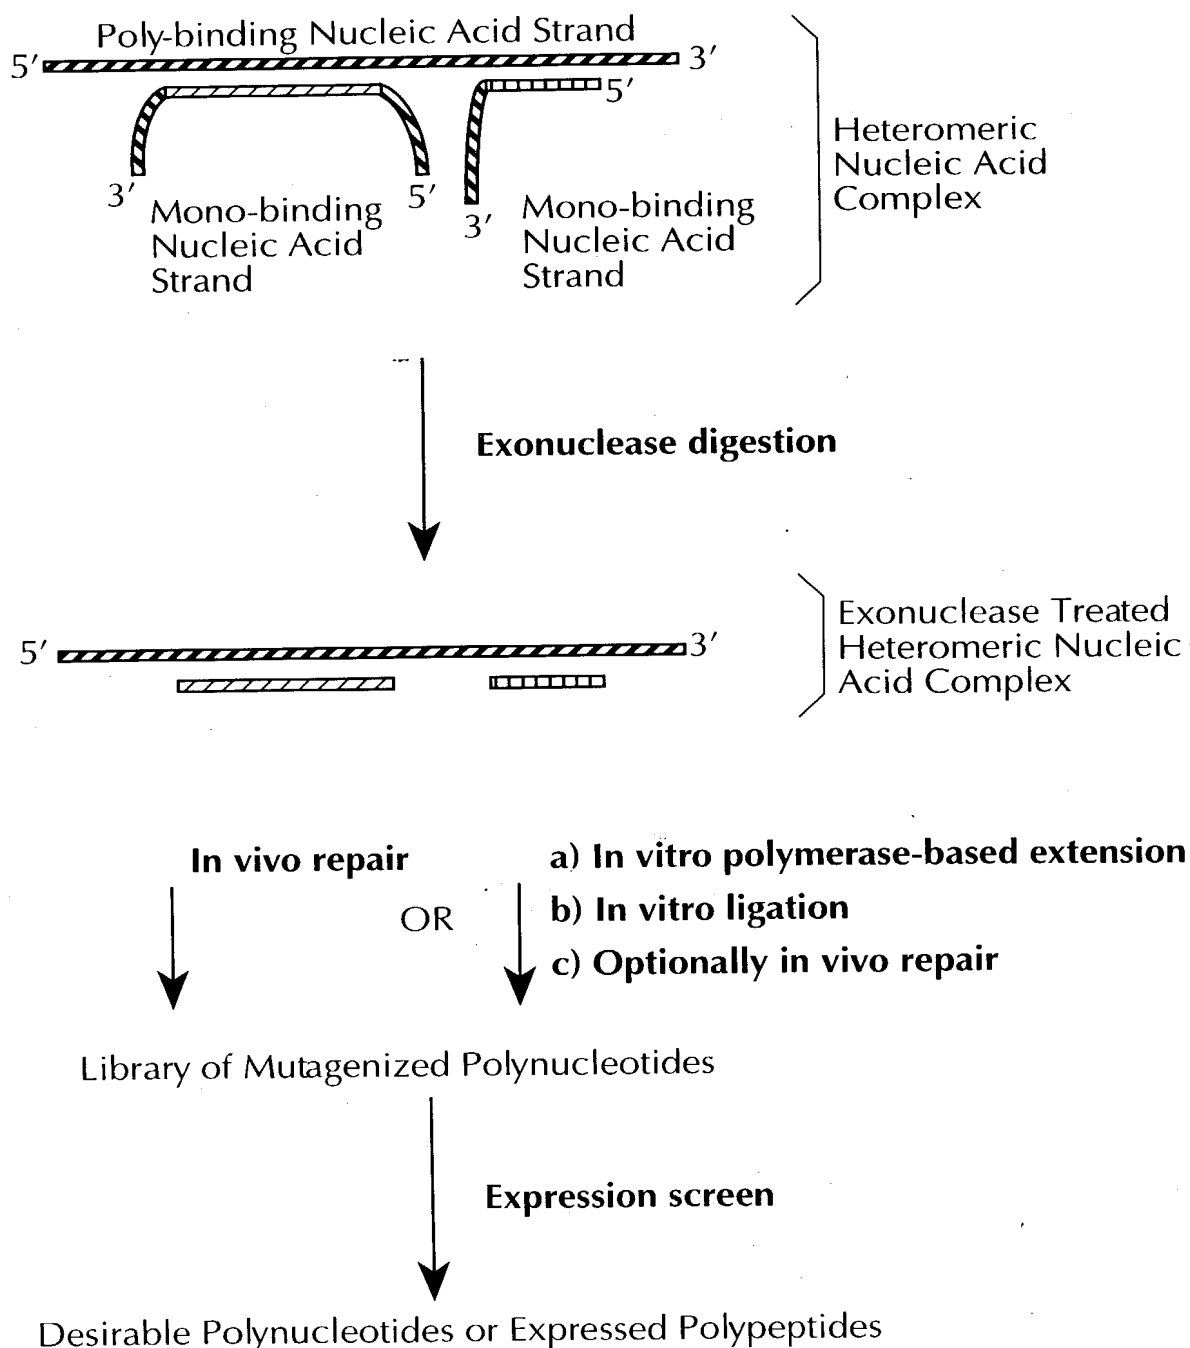 Poly-binding Nucleic Acid Strand
5′
3′
5′
3′
5′
3′
Mono-binding
Nucleic Acid
Strand
Mono-binding
Nucleic Acid
Strand
Heteromeric
Nucleic Acid
Complex
Exonuclease digestion
5′
3′
Exonuclease Treated
Heteromeric Nucleic
Acid Complex
In vivo repair
OR
a) In vitro polymerase-based extension
b) In vitro ligation
c) Optionally in vivo repair
Library of Mutagenized Polynucleotides
Expression screen
Desirable Polynucleotides or Expressed Polypeptides